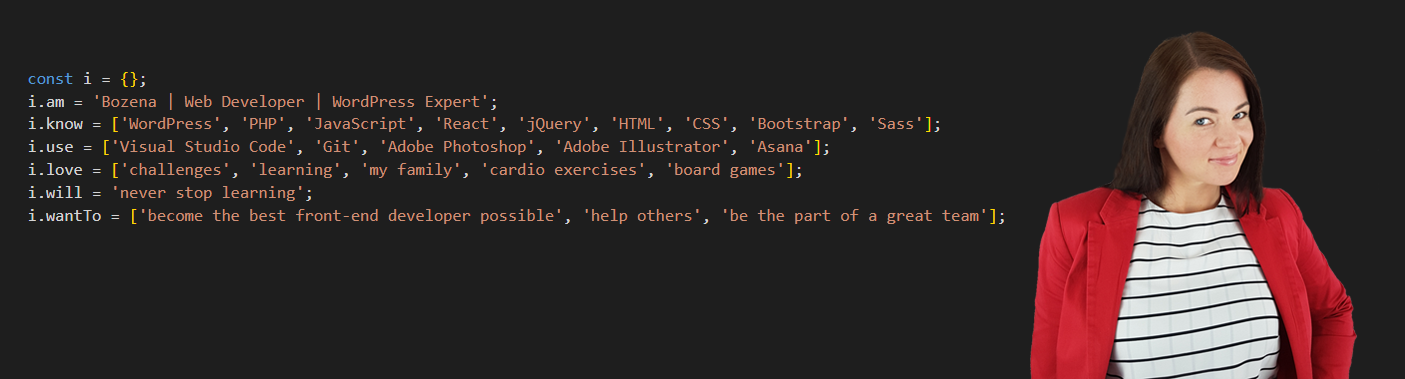 const i = {};
i.am = 'Bozena | Web Developer | WordPress Expert';
i.know = ['WordPress', 'PHP', 'JavaScript', 'React', 'jQuery', 'HTML', 'CSS', 'Bootstrap', 'Sass'];
i.use = ['Visual Studio Code', 'Git', 'Adobe Photoshop', 'Adobe Illustrator', 'Asana'];
i.love = ['challenges', 'learning', 'my family', 'cardio exercises', 'board games'];
i.will = 'never stop learning';
i.wantTo = ['become the best front-end developer possible', 'help others', 'be the part of a great team'];